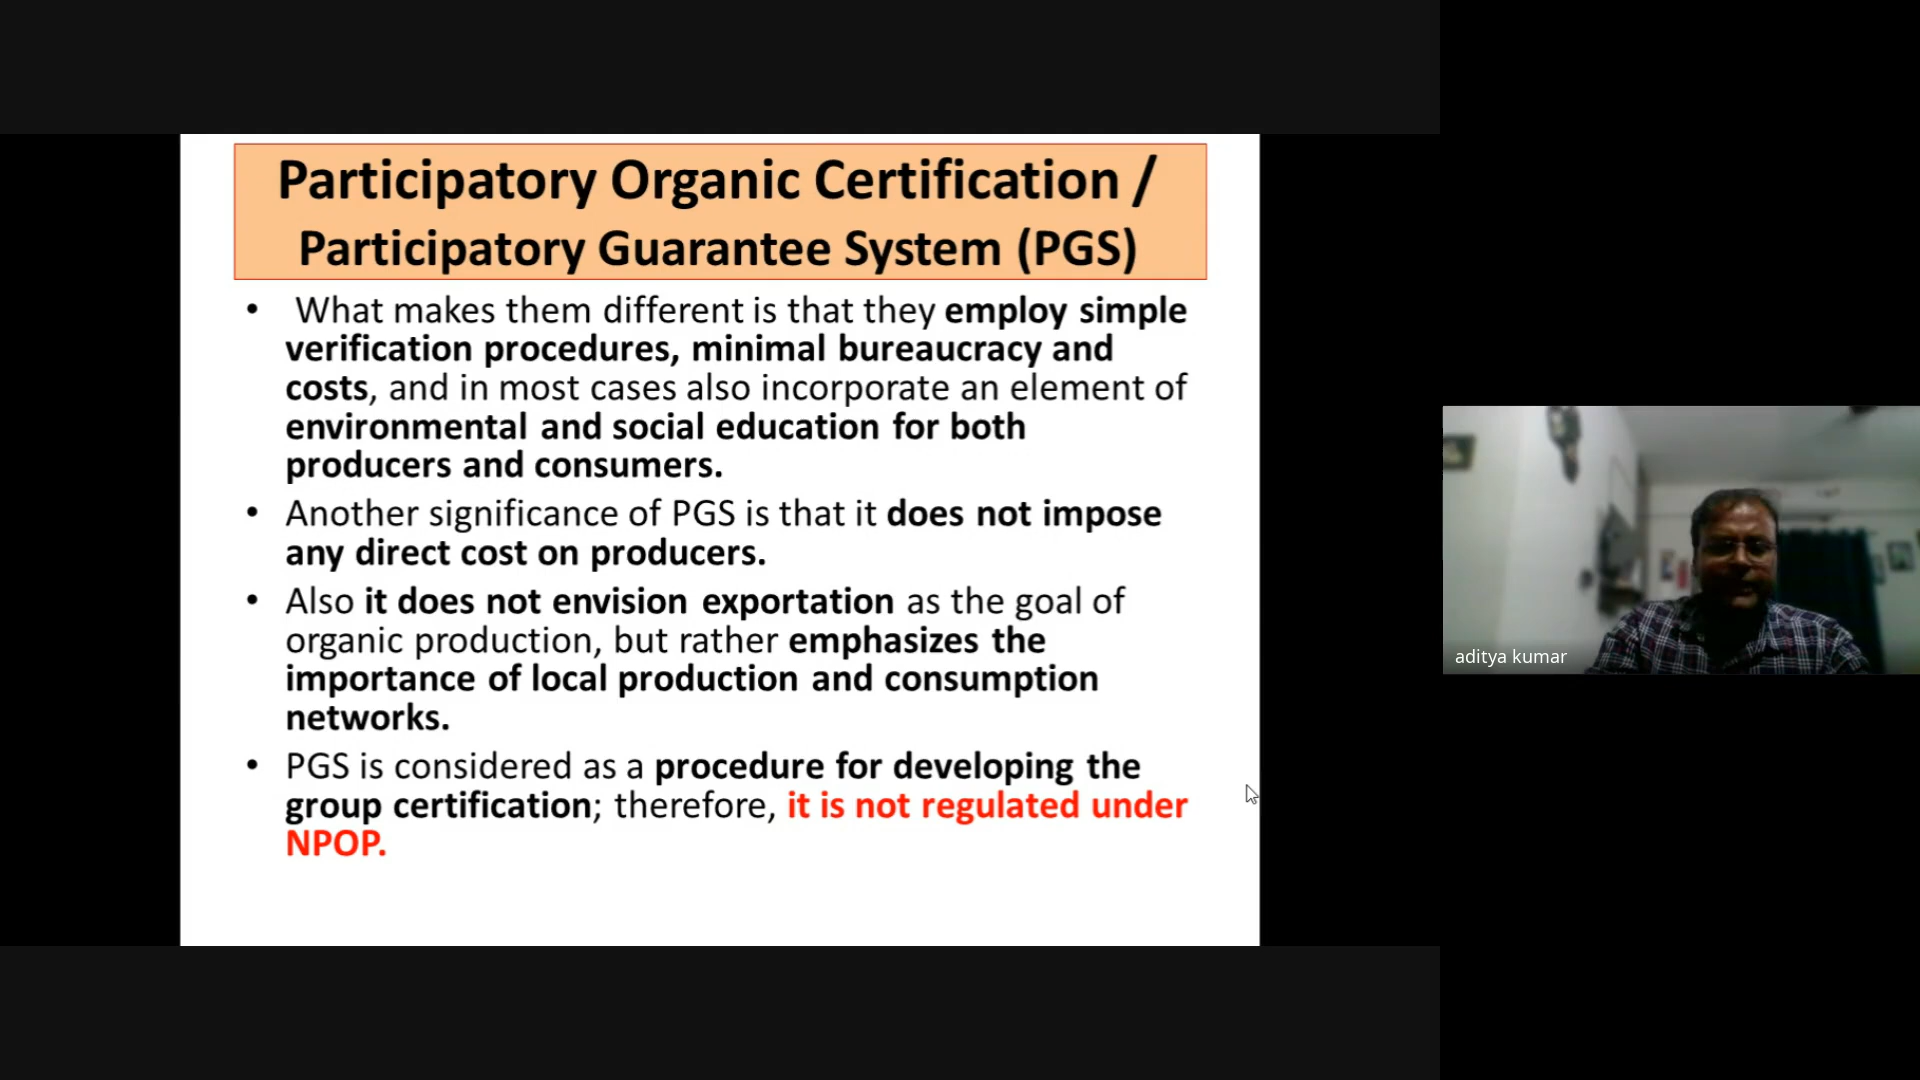 Participatory Organic Certification /
Participatory Guarantee System (PGS)
• What makes them different is that they employ simple
verification procedures, minimal bureaucracy and
costs, and in most cases also incorporate an element of
environmental and social education for both
producers and consumers.
• Another significance of PGS is that it does not impose
any direct cost on producers.
• Also it does not envision exportation as the goal of
organic production, but rather emphasizes the
importance of local production and consumption
networks.
• PGS is considered as a procedure for developing the
group certification; therefore, it is not regulated under
NPOP.
aditya kumar